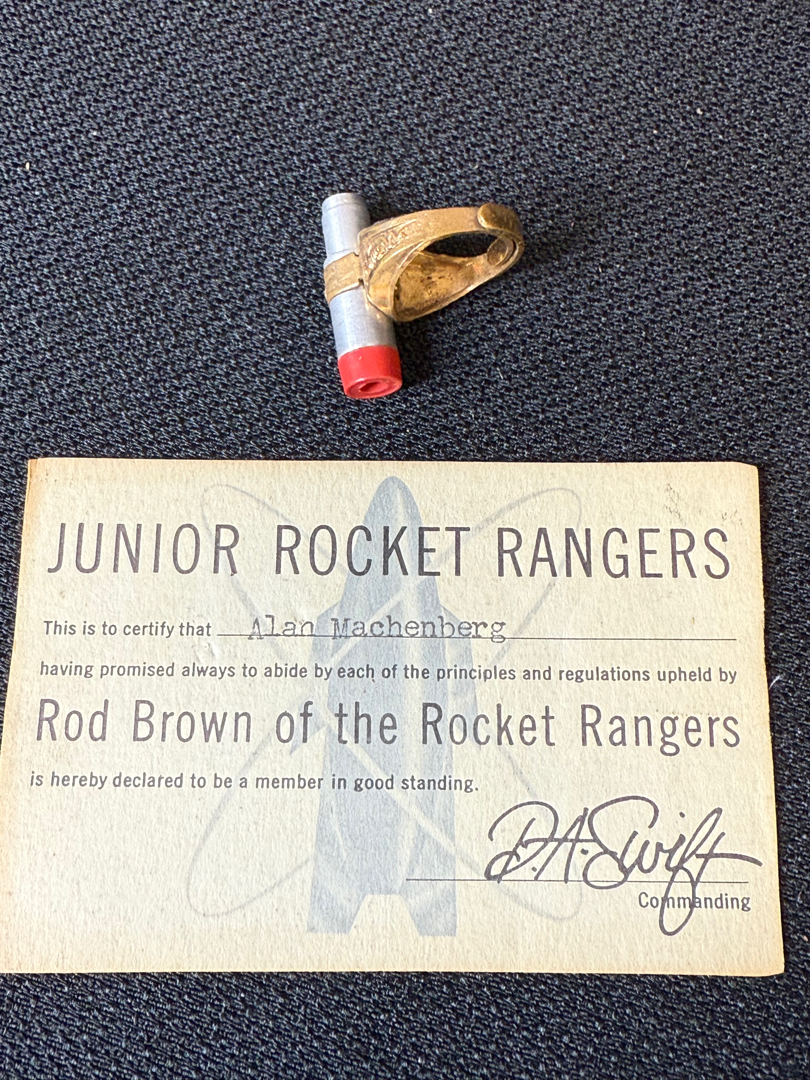 JUNIOR ROCKET RANGERS
This is to certify that Alan Machenberg
having promised always to abide by each of the principles and regulations upheld by
Rod Brown of the Rocket Rangers
is hereby declared to be a member in good standing.
D.A. Swift
Commanding